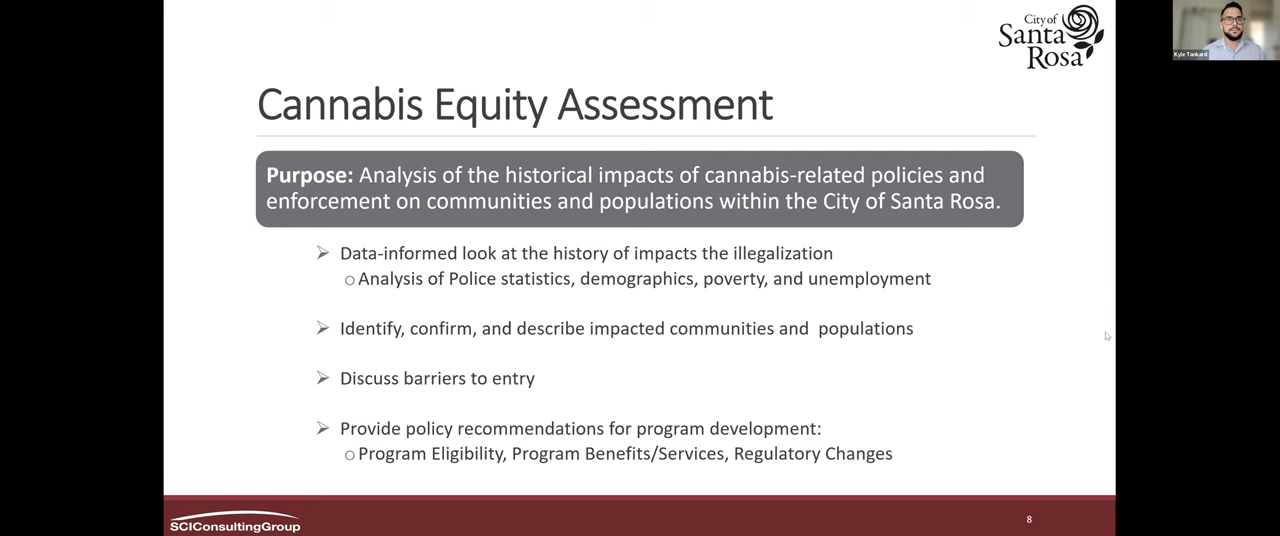 City of
Santa
Rosa
Kyle Tankard
Cannabis Equity Assessment
Purpose: Analysis of the historical impacts of cannabis-related policies and
enforcement on communities and populations within the City of Santa Rosa.
Data-informed look at the history of impacts the illegalization
Analysis of Police statistics, demographics, poverty, and unemployment
Identify, confirm, and describe impacted communities and populations
Discuss barriers to entry
Provide policy recommendations for program development:
Program Eligibility, Program Benefits/Services, Regulatory Changes
SCIConsultingGroup
8